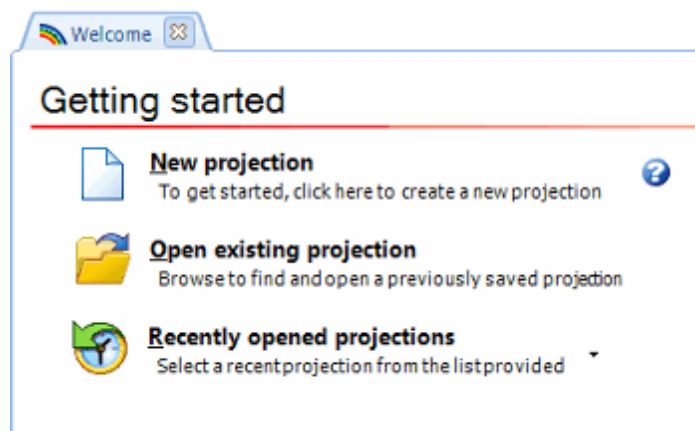 Welcome
Getting started
New projection
To get started, click here to create a new projection
Open existing projection
Browse to find and open a previously saved projection
Recently opened projections
Select a recent projection from the list provided